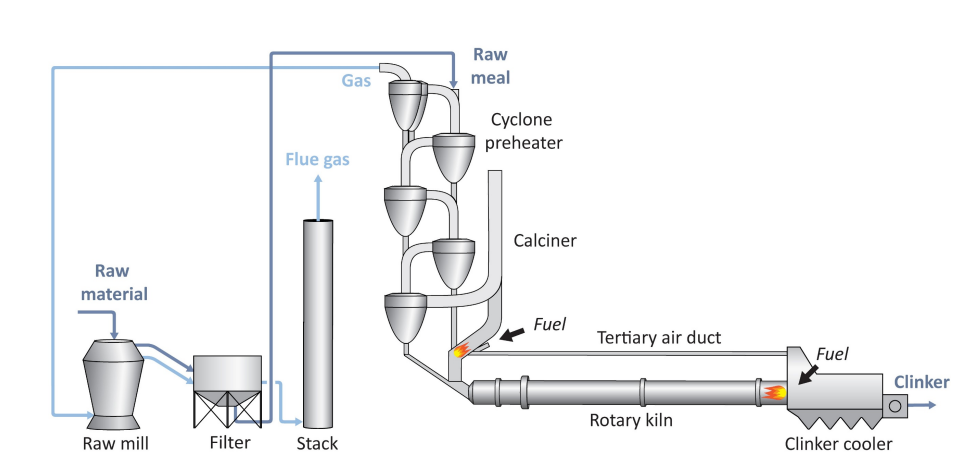 Raw
meal
Gas
Cyclone
preheater
Flue gas
Calciner
Raw
material
Fuel
Tertiary air duct
Fuel
Clinker
Rotary kiln
Raw mill
Filter
Stack
Clinker cooler